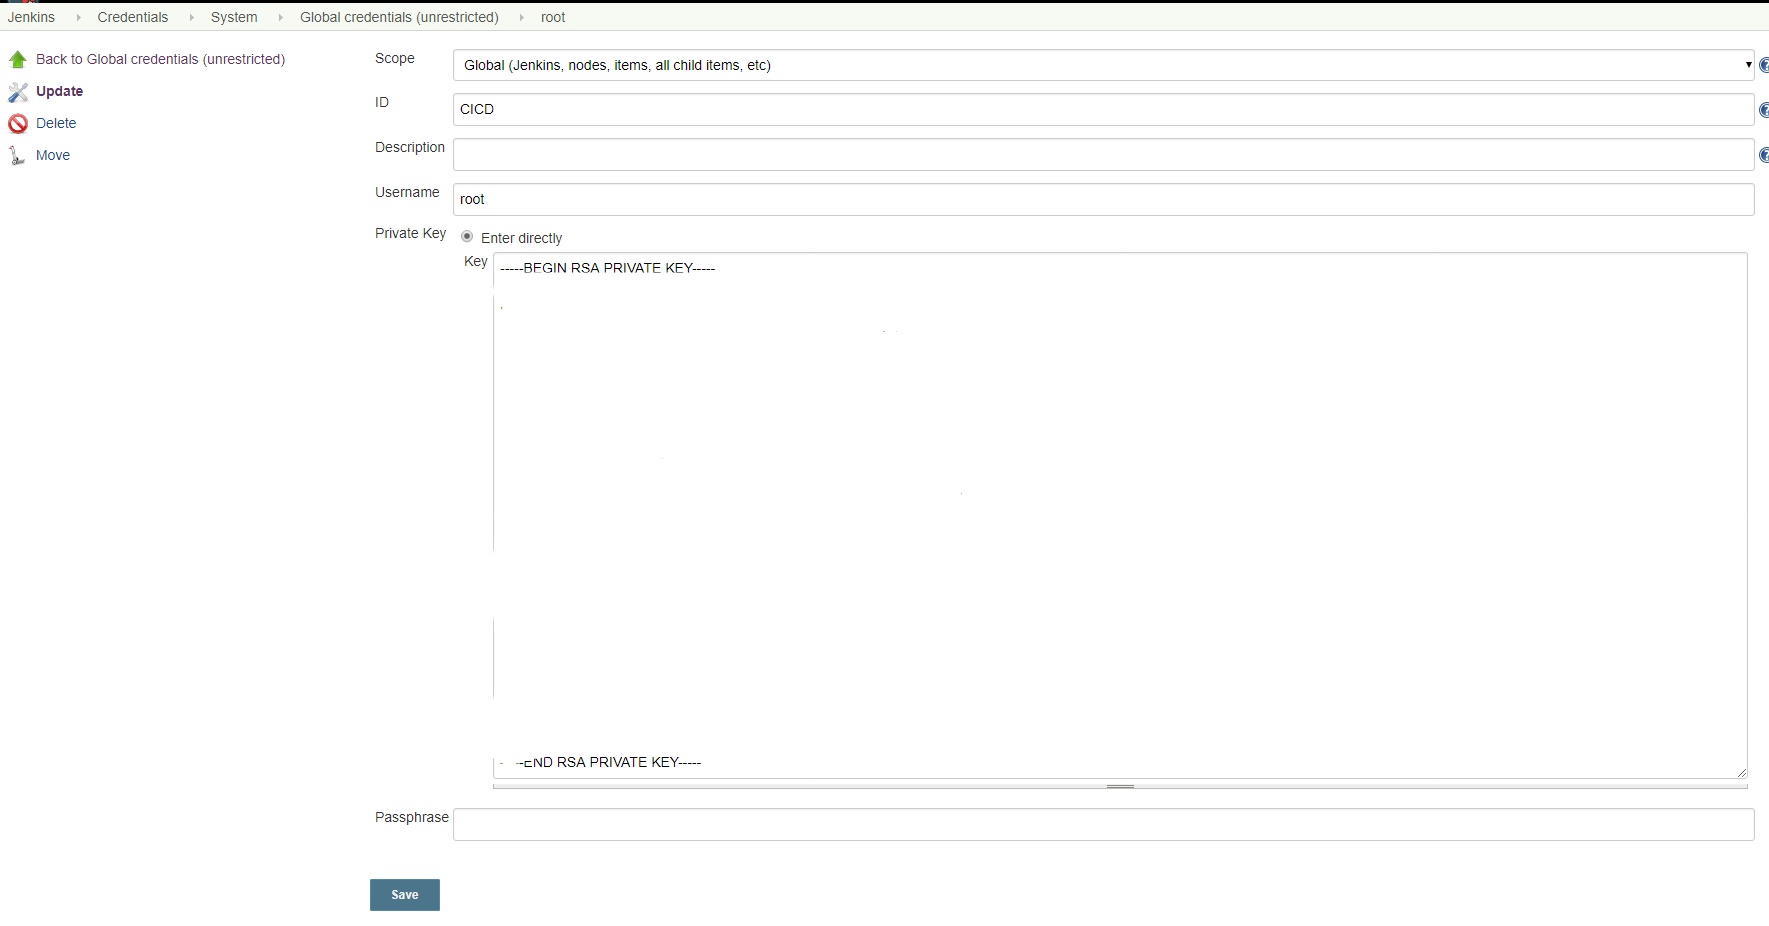 Jenkins Credentials System Global credentials (unrestricted) root
Back to Global credentials (unrestricted)
Update
Delete
Move
Scope Global (Jenkins, nodes, items, all child items, etc)
ID CICD
Description
Username root
Private Key Enter directly
Key -----BEGIN RSA PRIVATE KEY-----
- --END RSA PRIVATE KEY-----
Passphrase
Save